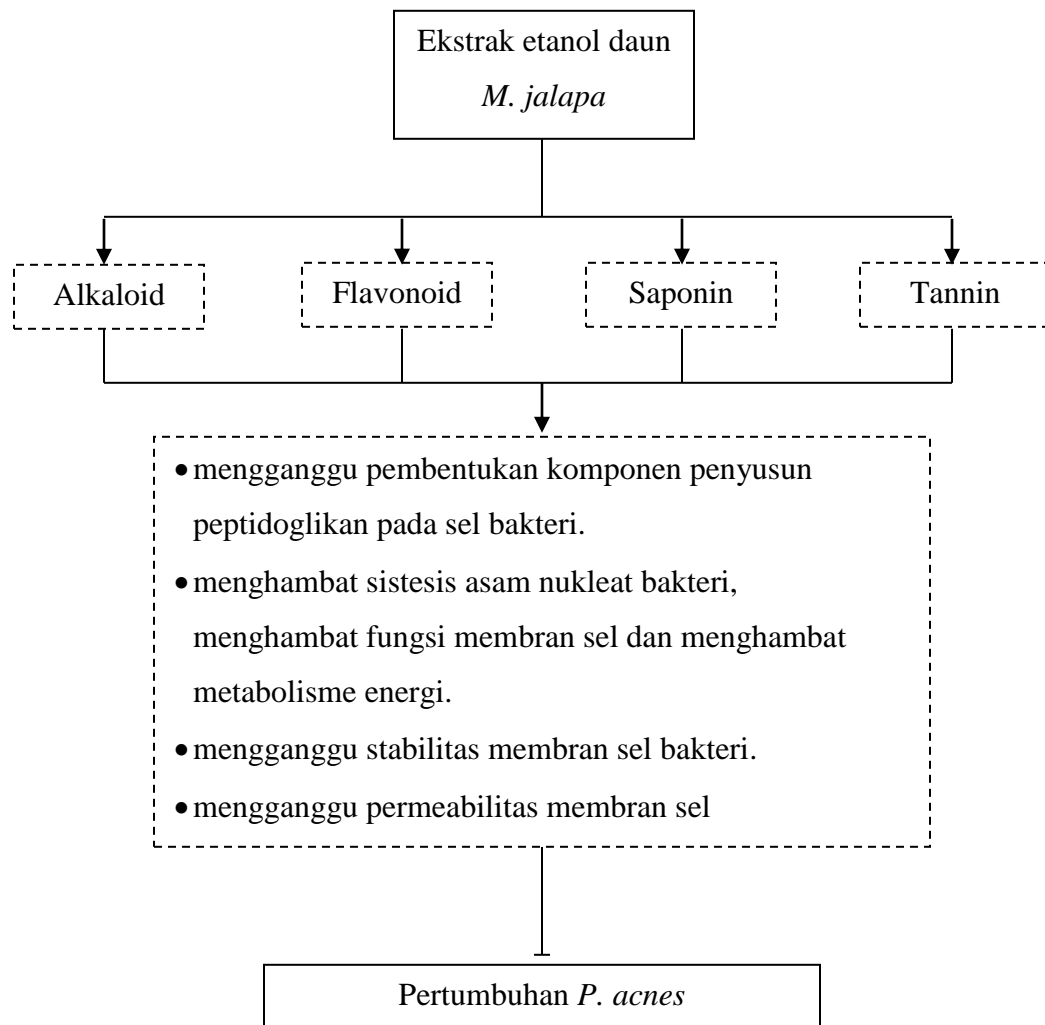 Ekstrak etanol daun
M. jalapa
Alkaloid
Flavonoid
Saponin
Tannin
• mengganggu pembentukan komponen penyusun
peptidoglikan pada sel bakteri.
• menghambat sistesis asam nukleat bakteri,
menghambat fungsi membran sel dan menghambat
metabolisme energi.
• mengganggu stabilitas membran sel bakteri.
• mengganggu permeabilitas membran sel
Pertumbuhan P. acnes